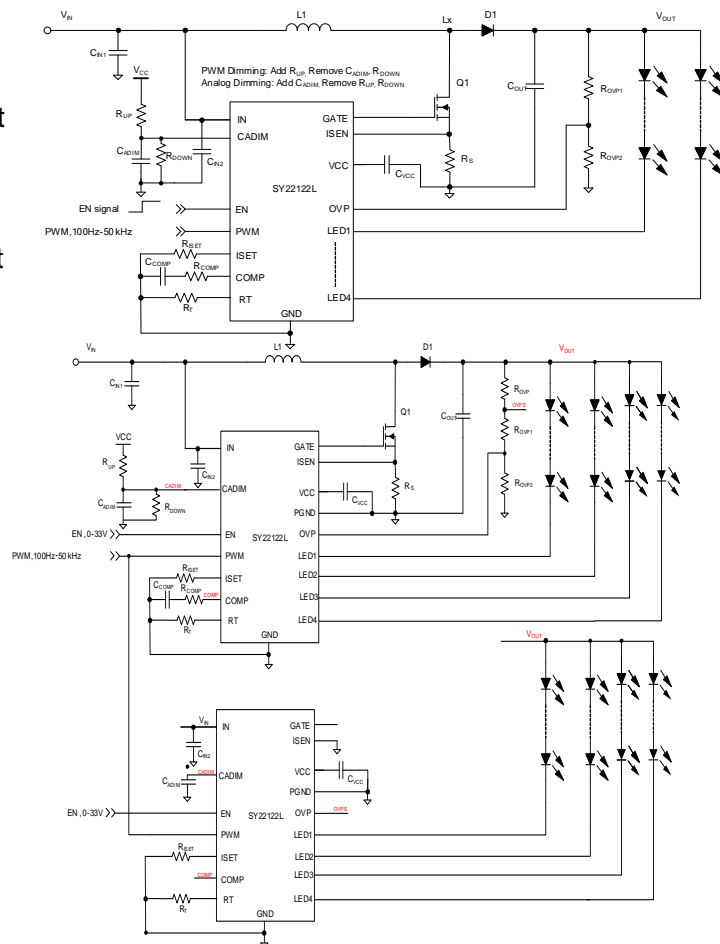 t
t
VIN
L1
Lx
D1
VOUT
CIN1
VCC
PWM Dimming: Add RUP, Remove CADIM, RDOWN
Analog Dimming: Add CADIM, Remove RUP, RDOWN
Q1
COUT
ROVP1
RUP
IN
GATE
CADIM
ISEN
CADIM
RDOWN
CIN2
RS
ROVP2
VCC
CVCC
SY22122L
EN signal
EN
OVP
PWM,100Hz-50kHz
PWM
LED1
RISET
ISET
CCOMP
RCOMP
COMP
RT
RT
LED4
GND
VIN
L1
D1
VOUT
CIN1
ROVP
OVPS
Q1
COUT
ROVP1
VCC
IN
GATE
RUP
CIN2
ISEN
CADIM
CADIM
RS
ROVP2
CADIM
RDOWN
VCC
CVCC
PGND
EN ,0-33V
EN
SY22122L
OVP
PWM,100Hz-50kHz
PWM
LED1
RISET
ISET
LED2
CCOMP
RCOMP
COMP
COMP
LED3
RT
RT
LED4
GND
VOUT
VIN
IN
GATE
CIN2
ISEN
CADIM
CADIM
VCC
CADIM
CVCC
PGND
EN ,0-33V
EN
SY22122L
OVP
OVPS
PWM
LED1
RISET
ISET
LED2
COMP
COMP
LED3
RT
RT
LED4
GND